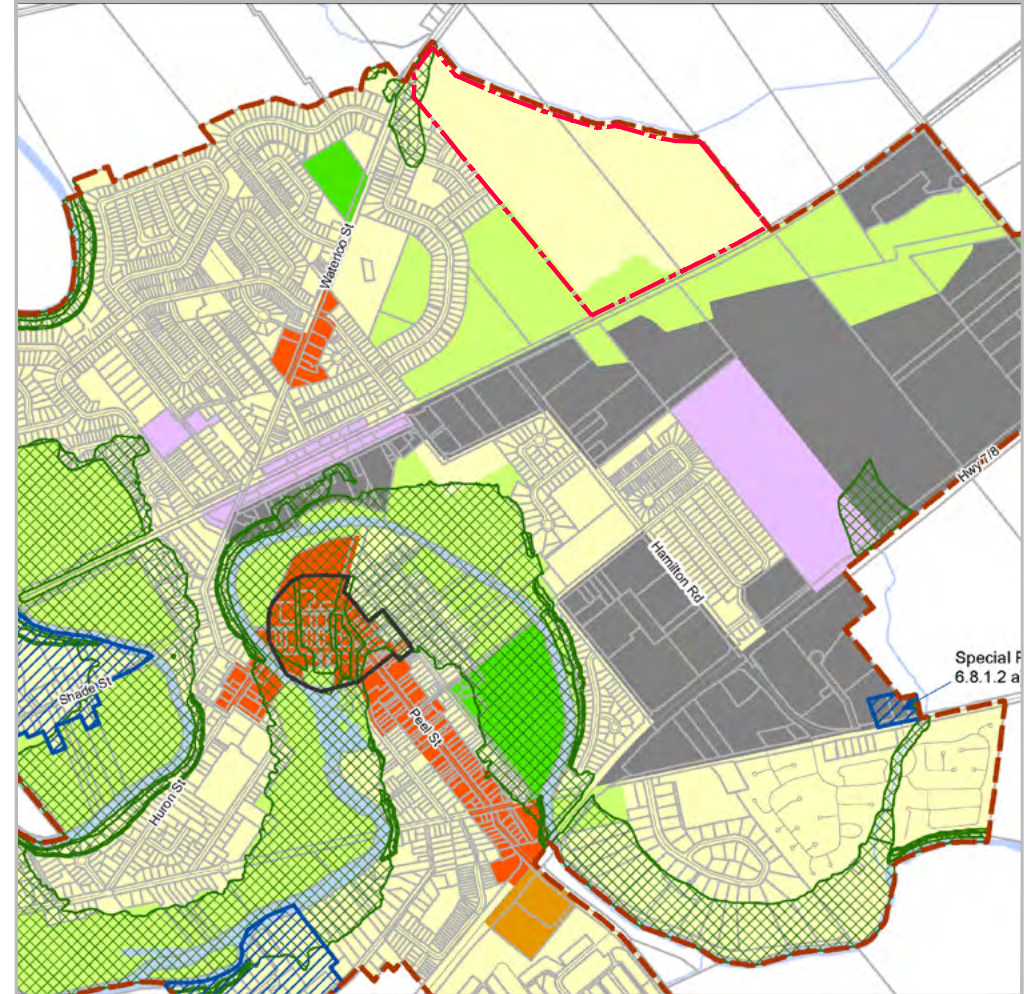 Waterloo St
Hwy 7/8
Hamilton Rd
Special
6.8.1.2 a
Shade St
Peel St
Huron St